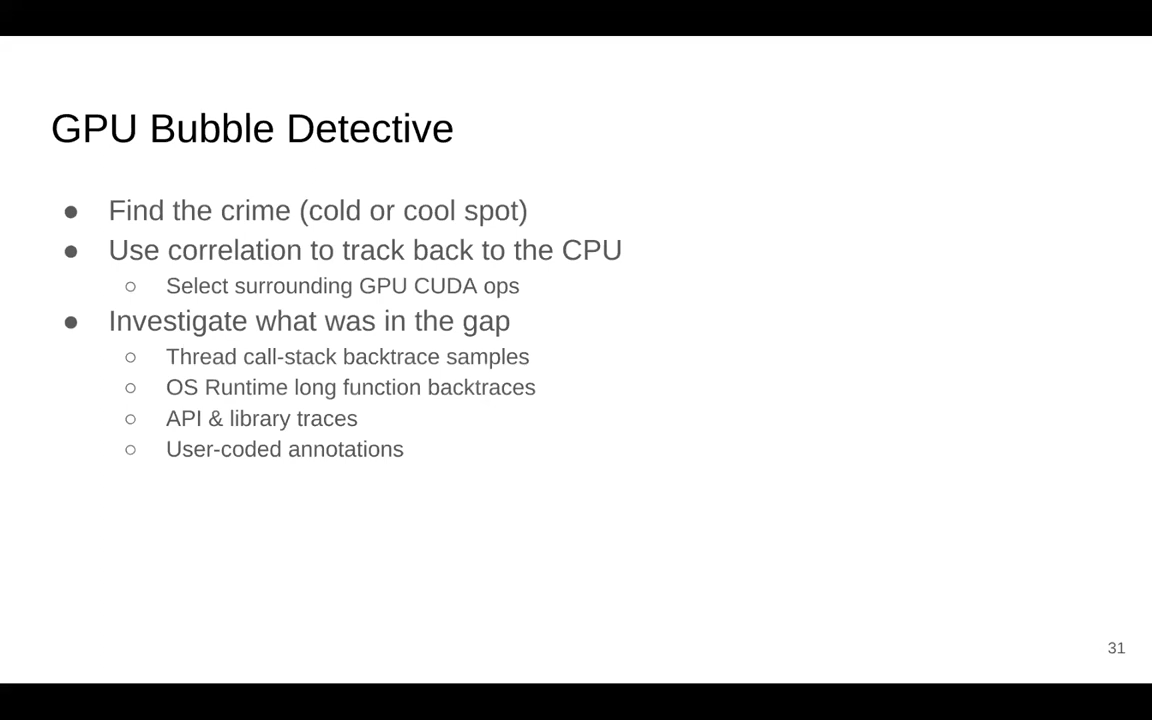 GPU Bubble Detective
● Find the crime (cold or cool spot)
● Use correlation to track back to the CPU
○ Select surrounding GPU CUDA ops
● Investigate what was in the gap
○ Thread call-stack backtrace samples
○ OS Runtime long function backtraces
○ API & library traces
○ User-coded annotations
31